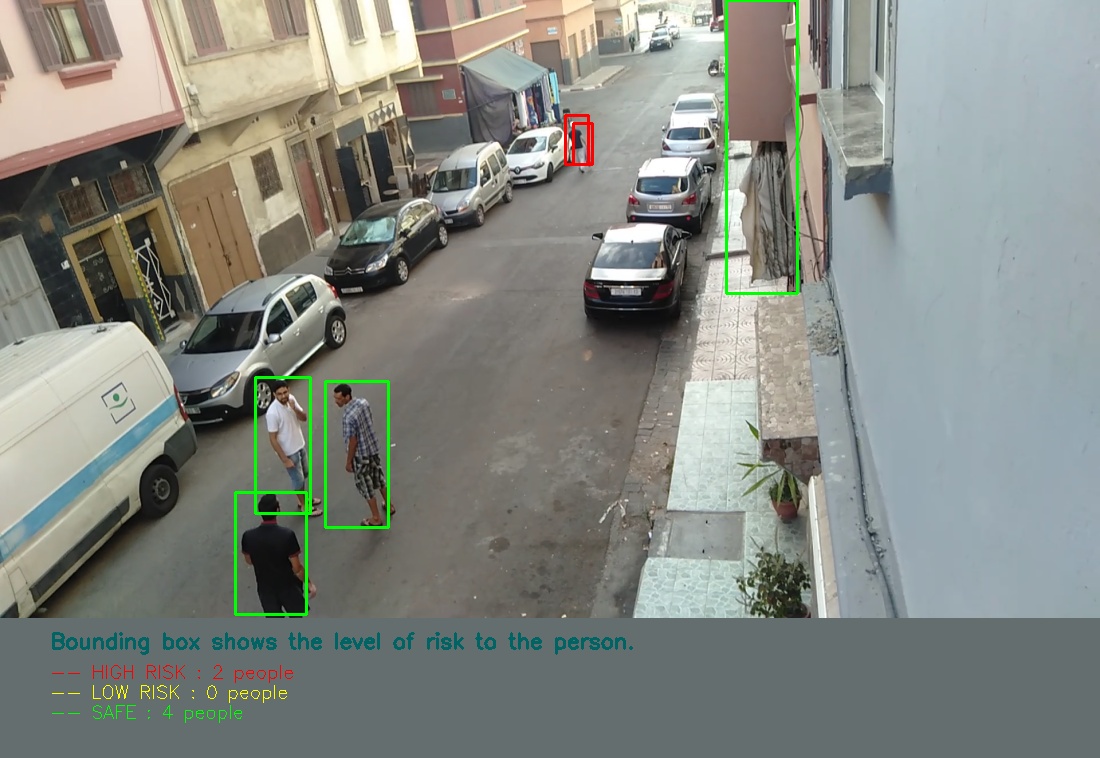 Bounding box shows the level of risk to the person.
-- HIGH RISK : 2 people
-- LOW RISK : 0 people
-- SAFE : 4 people